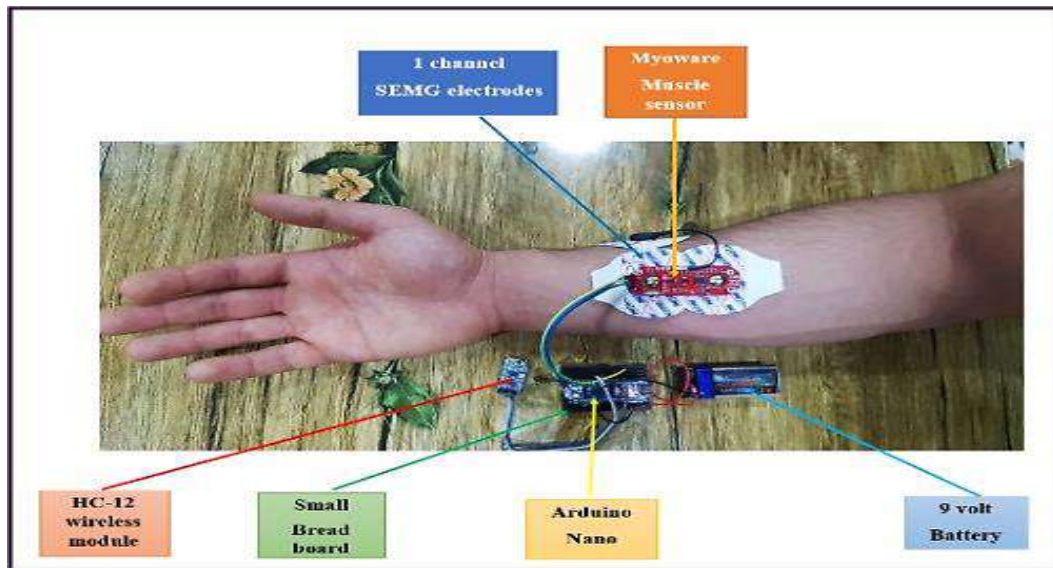 1 channel
SEMG electrodes
Myoware
Muscle
sensor
HC-12
wireless
module
Small
Bread
board
Arduino
Nano
9 volt
Battery